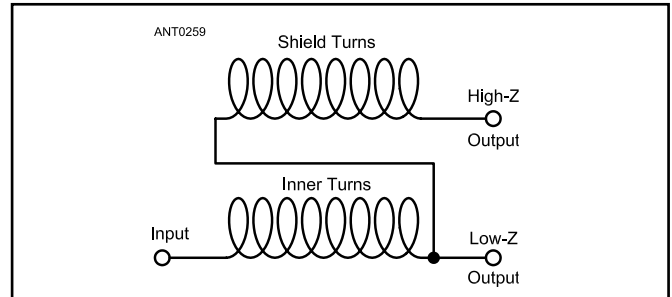 ANT0259
Shield Turns
High-Z
Output
Inner Turns
Input
Low-Z
Output